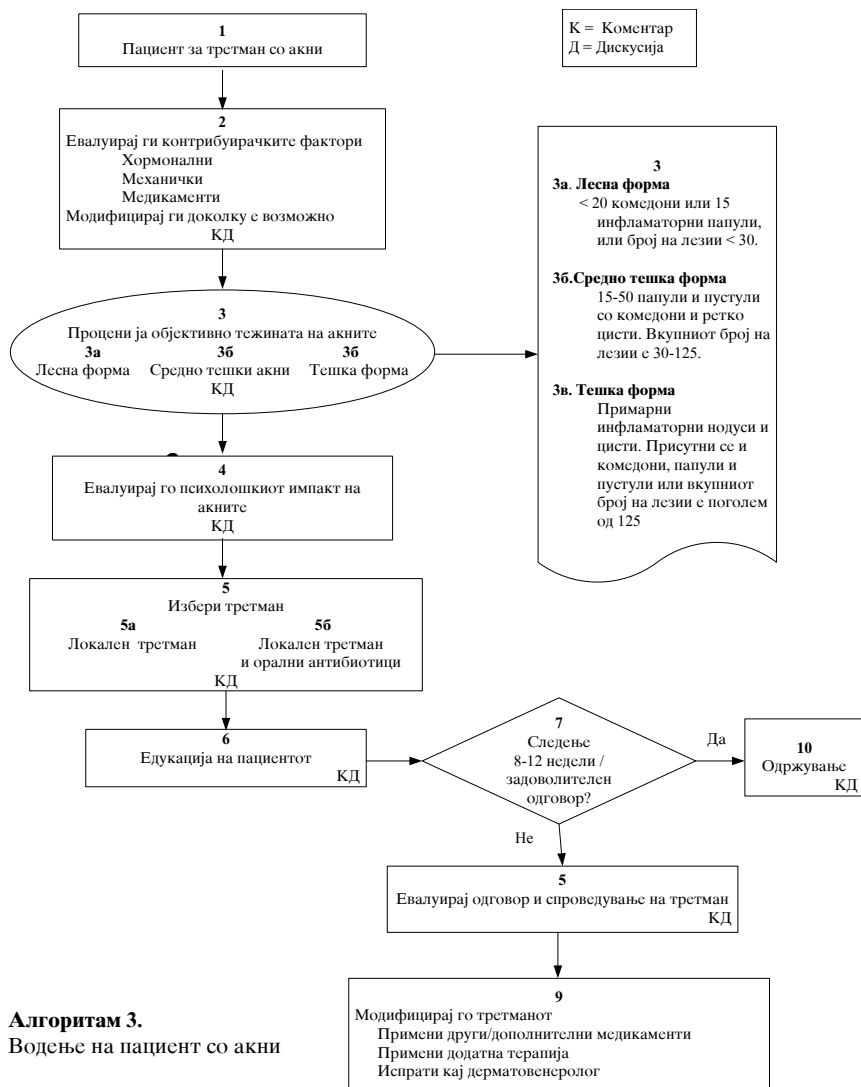 1
Пациент за третман со акни
К = Коментар
Д = Дискусија
2
Евалуирај ги контрибуирачките фактори
Хормонални
Механички
Медикаменти
Модифицирај ги доколку е возможно
КД
3
Процени ја објективно тежината на акните
3а 3б 3б
Лесна форма Средно тешки акни Тешка форма
КД
3
3а. Лесна форма
< 20 комедони или 15
инфламаторни папули,
или број на лезии < 30.
3б.Средно тешка форма
15-50 папули и пустули
со комедони и ретко
цисти. Вкупниот број на
лезии е 30-125.
3в. Тешка форма
Примарни
инфламаторни нодуси и
цисти. Присутни се и
комедони, папули и
пустули или вкупниот
број на лезии е поголем
од 125
4
Евалуирај го психолошкиот импакт на
акните
КД
5
Избери третман
5а 5б
Локален третман Локален третман
и орални антибиотици
КД
6
Едукација на пациентот
КД
7
Следење
8-12 недели /
задоволителен
одговор?
Да
10
Одржување
КД
Не
5
Евалуирај одговор и спроведување на третман
КД
9
Модифицирај го третманот
Примени други/дополнителни медикаменти
Примени додатна терапија
Испрати кај дерматовенеролог
Алгоритам 3.
Водење на пациент со акни